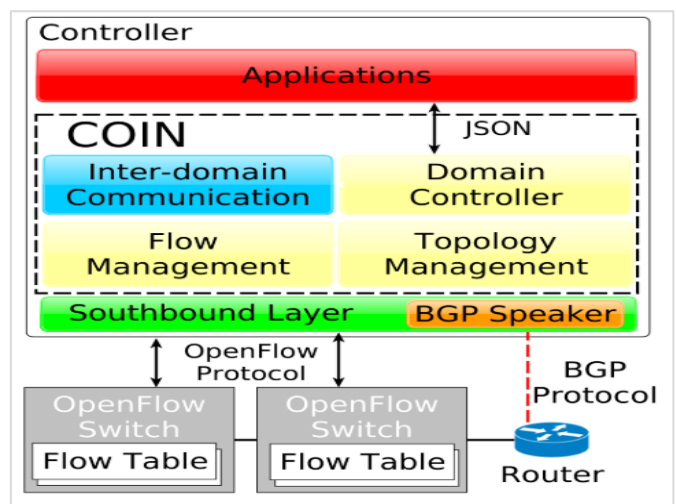 Controller
Applications
COIN
JSON
Inter-domain
Communication
Domain
Controller
Flow
Management
Topology
Management
Southbound Layer
BGP Speaker
OpenFlow
Protocol
BGP
Protocol
OpenFlow
Switch
Flow Table
OpenFlow
Switch
Flow Table
Router